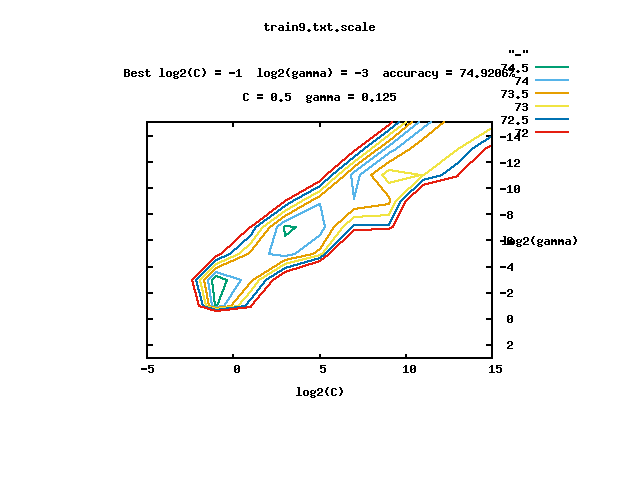 train9.txt.scale
"-"
Best log2(C) = -1 log2(gamma) = -3 accuracy = 74.9206%
74.5
74
C = 0.5 gamma = 0.125
73.5
73
72.5
72
-14
-12
-10
-8
-6
log2(gamma)
-4
-2
0
2
-5 0 5 10 15
log2(C)